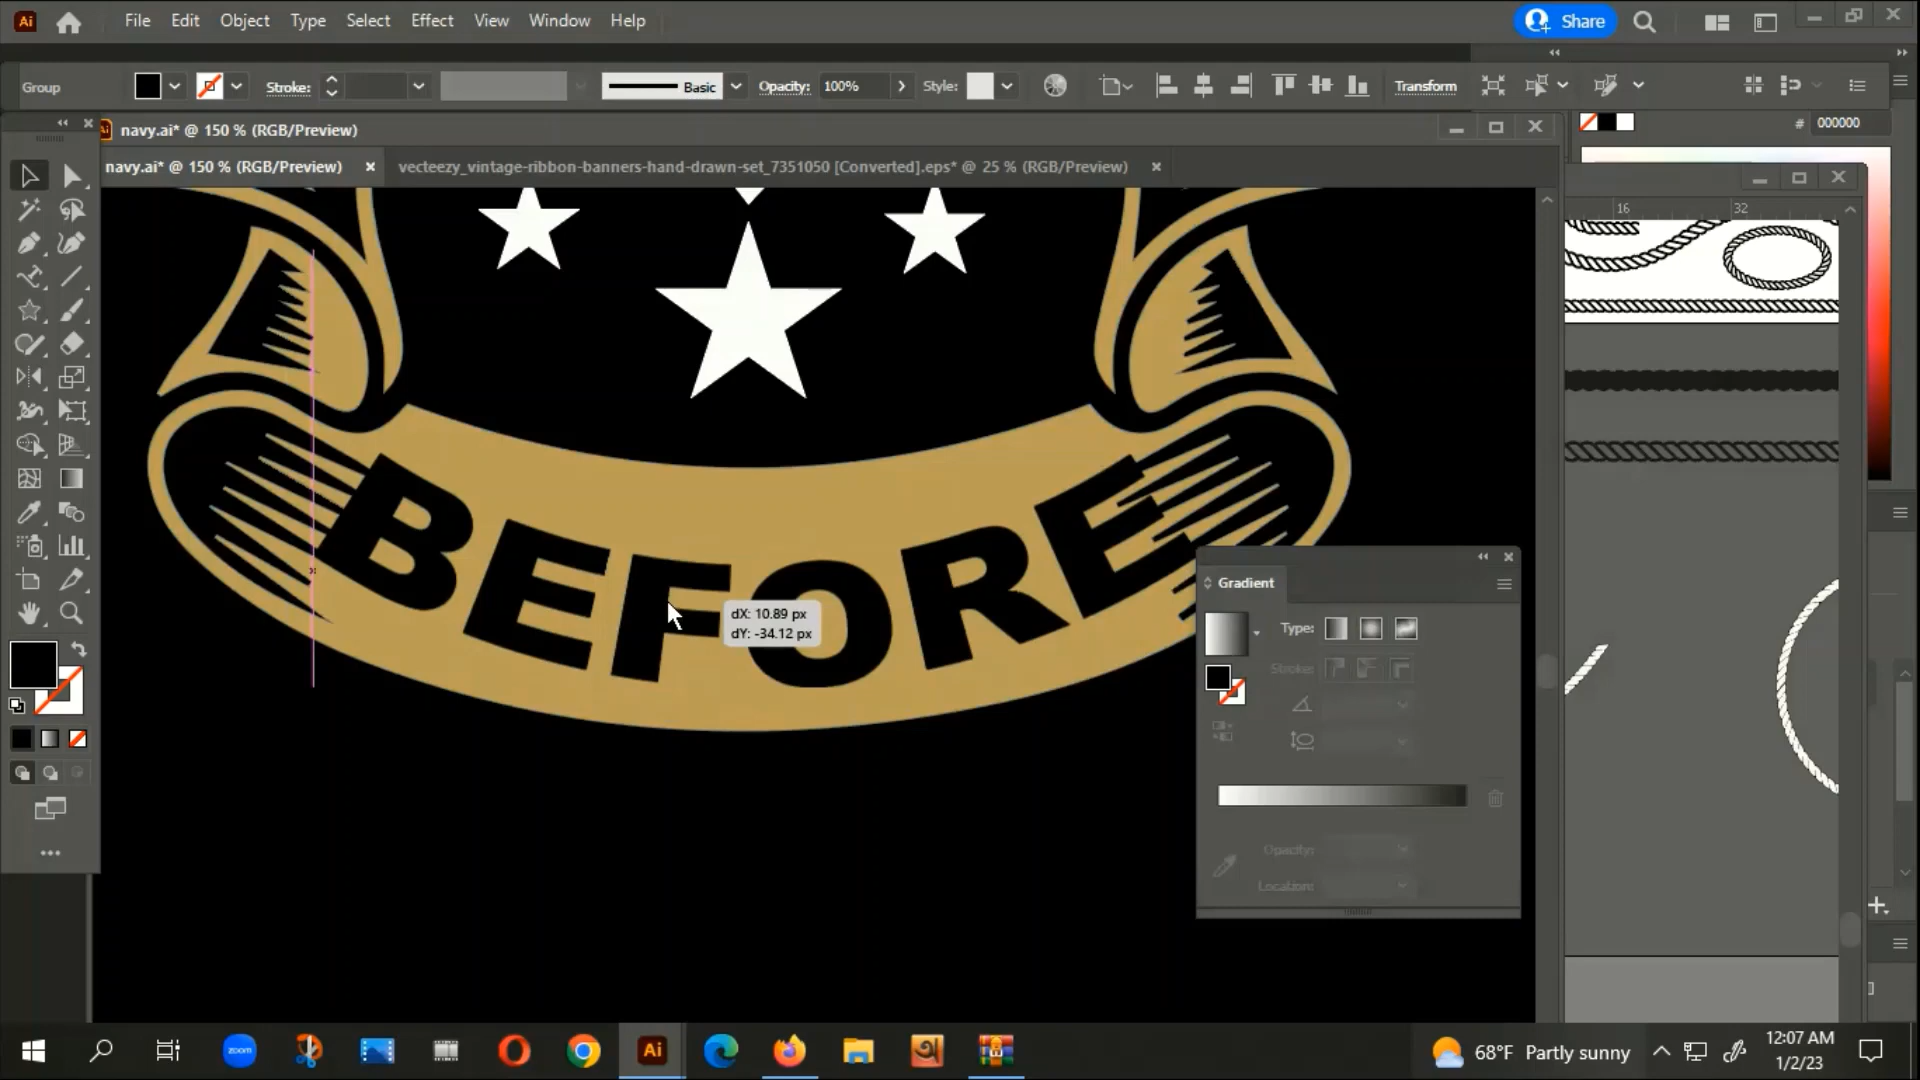 Ai File Edit Object Type Select Effect View Window Help Share
Group Stroke: Basic Opacity: 100% Style: Transform
navy.ai* @ 150 % (RGB/Preview)
# 000000
navy.ai* @ 150 % (RGB/Preview) × vecteezy_vintage-ribbon-banners-hand-drawn-set_7351050 [Converted].eps* @ 25 % (RGB/Preview) ×
16 32
BEFORE
dX: 10.89 px
dY: -34.12 px
Gradient
Type:
Stroke:
Opacity:
Location:
zoom Ai 68°F Partly sunny 12:07 AM
1/2/23